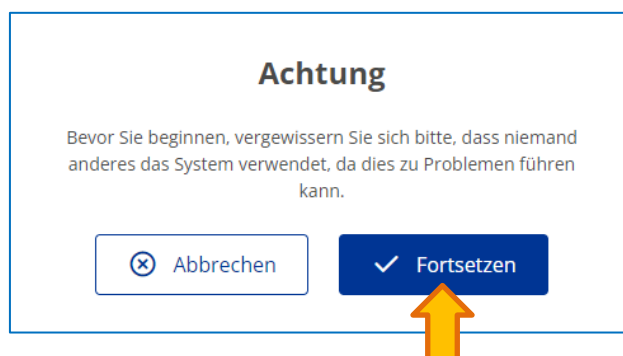 Achtung
Bevor Sie beginnen, vergewissern Sie sich bitte, dass niemand
anderes das System verwendet, da dies zu Problemen führen
kann.
Abbrechen
Fortsetzen